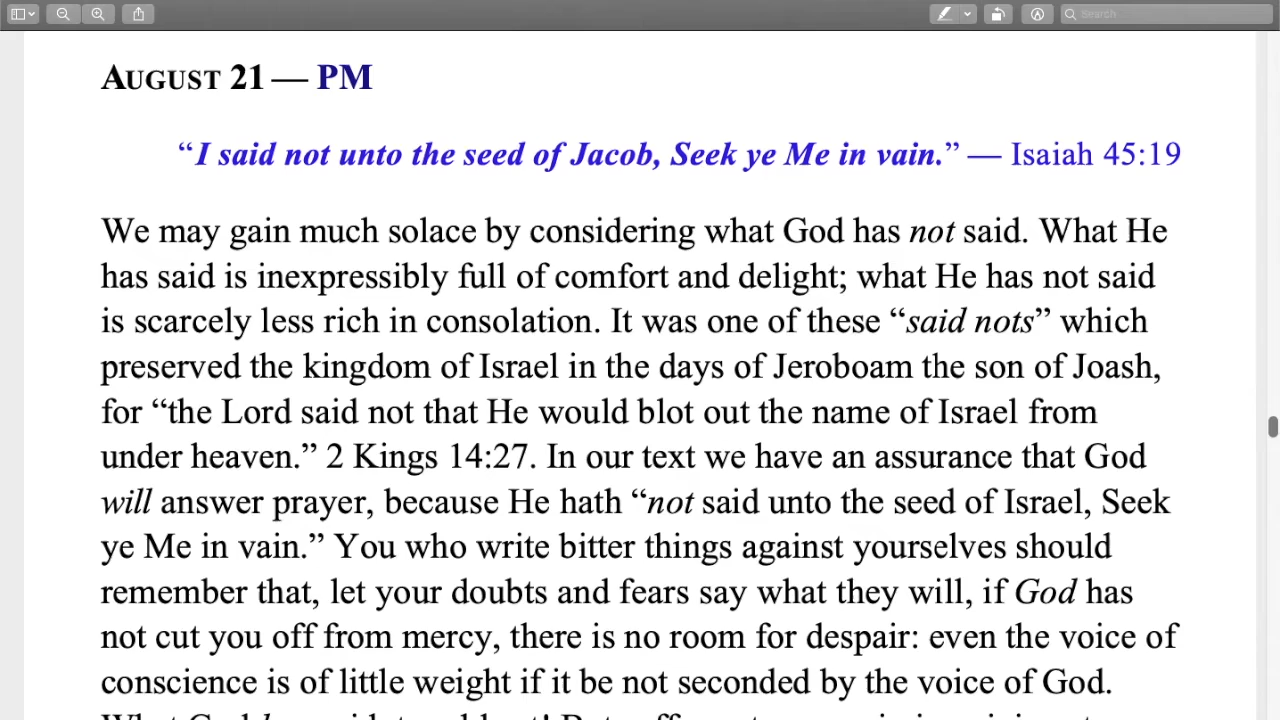 Search
AUGUST 21 — PM
“I said not unto the seed of Jacob, Seek ye Me in vain.” — Isaiah 45:19
We may gain much solace by considering what God has not said. What He
has said is inexpressibly full of comfort and delight; what He has not said
is scarcely less rich in consolation. It was one of these “said nots” which
preserved the kingdom of Israel in the days of Jeroboam the son of Joash,
for “the Lord said not that He would blot out the name of Israel from
under heaven.” 2 Kings 14:27. In our text we have an assurance that God
will answer prayer, because He hath “not said unto the seed of Israel, Seek
ye Me in vain.” You who write bitter things against yourselves should
remember that, let your doubts and fears say what they will, if God has
not cut you off from mercy, there is no room for despair: even the voice of
conscience is of little weight if it be not seconded by the voice of God.
What God